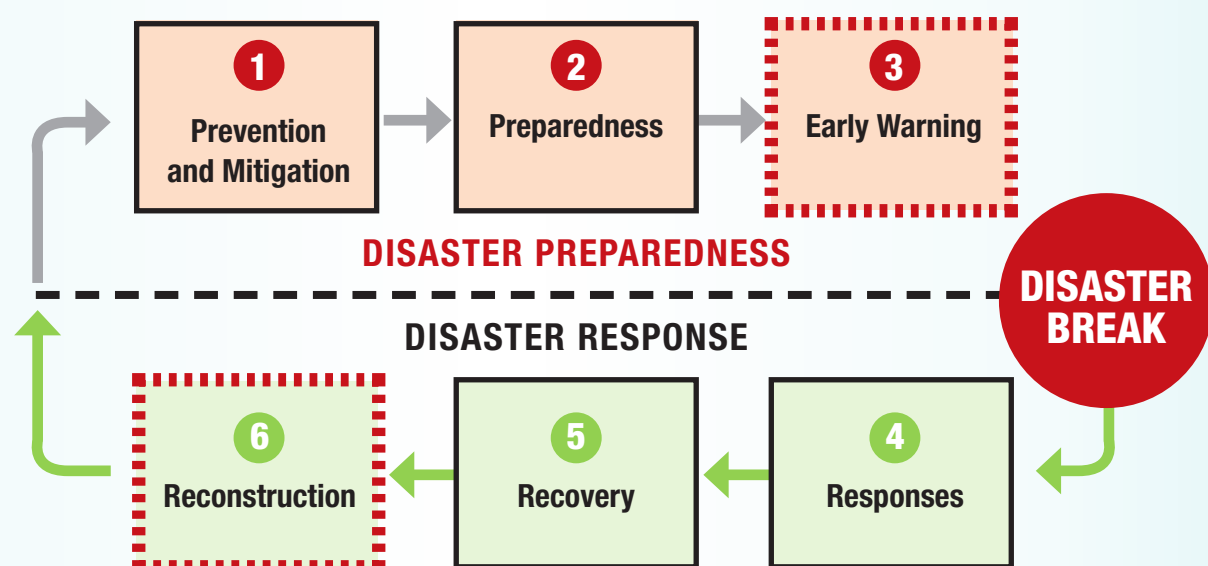 1
Prevention
and Mitigation
2
Preparedness
3
Early Warning
DISASTER PREPAREDNESS
DISASTER
BREAK
DISASTER RESPONSE
4
Responses
5
Recovery
6
Reconstruction